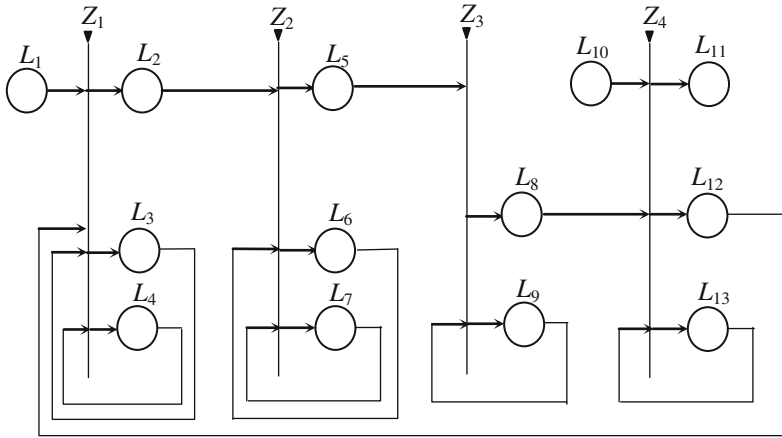 Z₁ Z₂ Z₃ Z₄
L₁ L₂ L₅ L₁₀ L₁₁
L₈ L₁₂
L₃ L₆
L₄ L₇ L₉ L₁₃